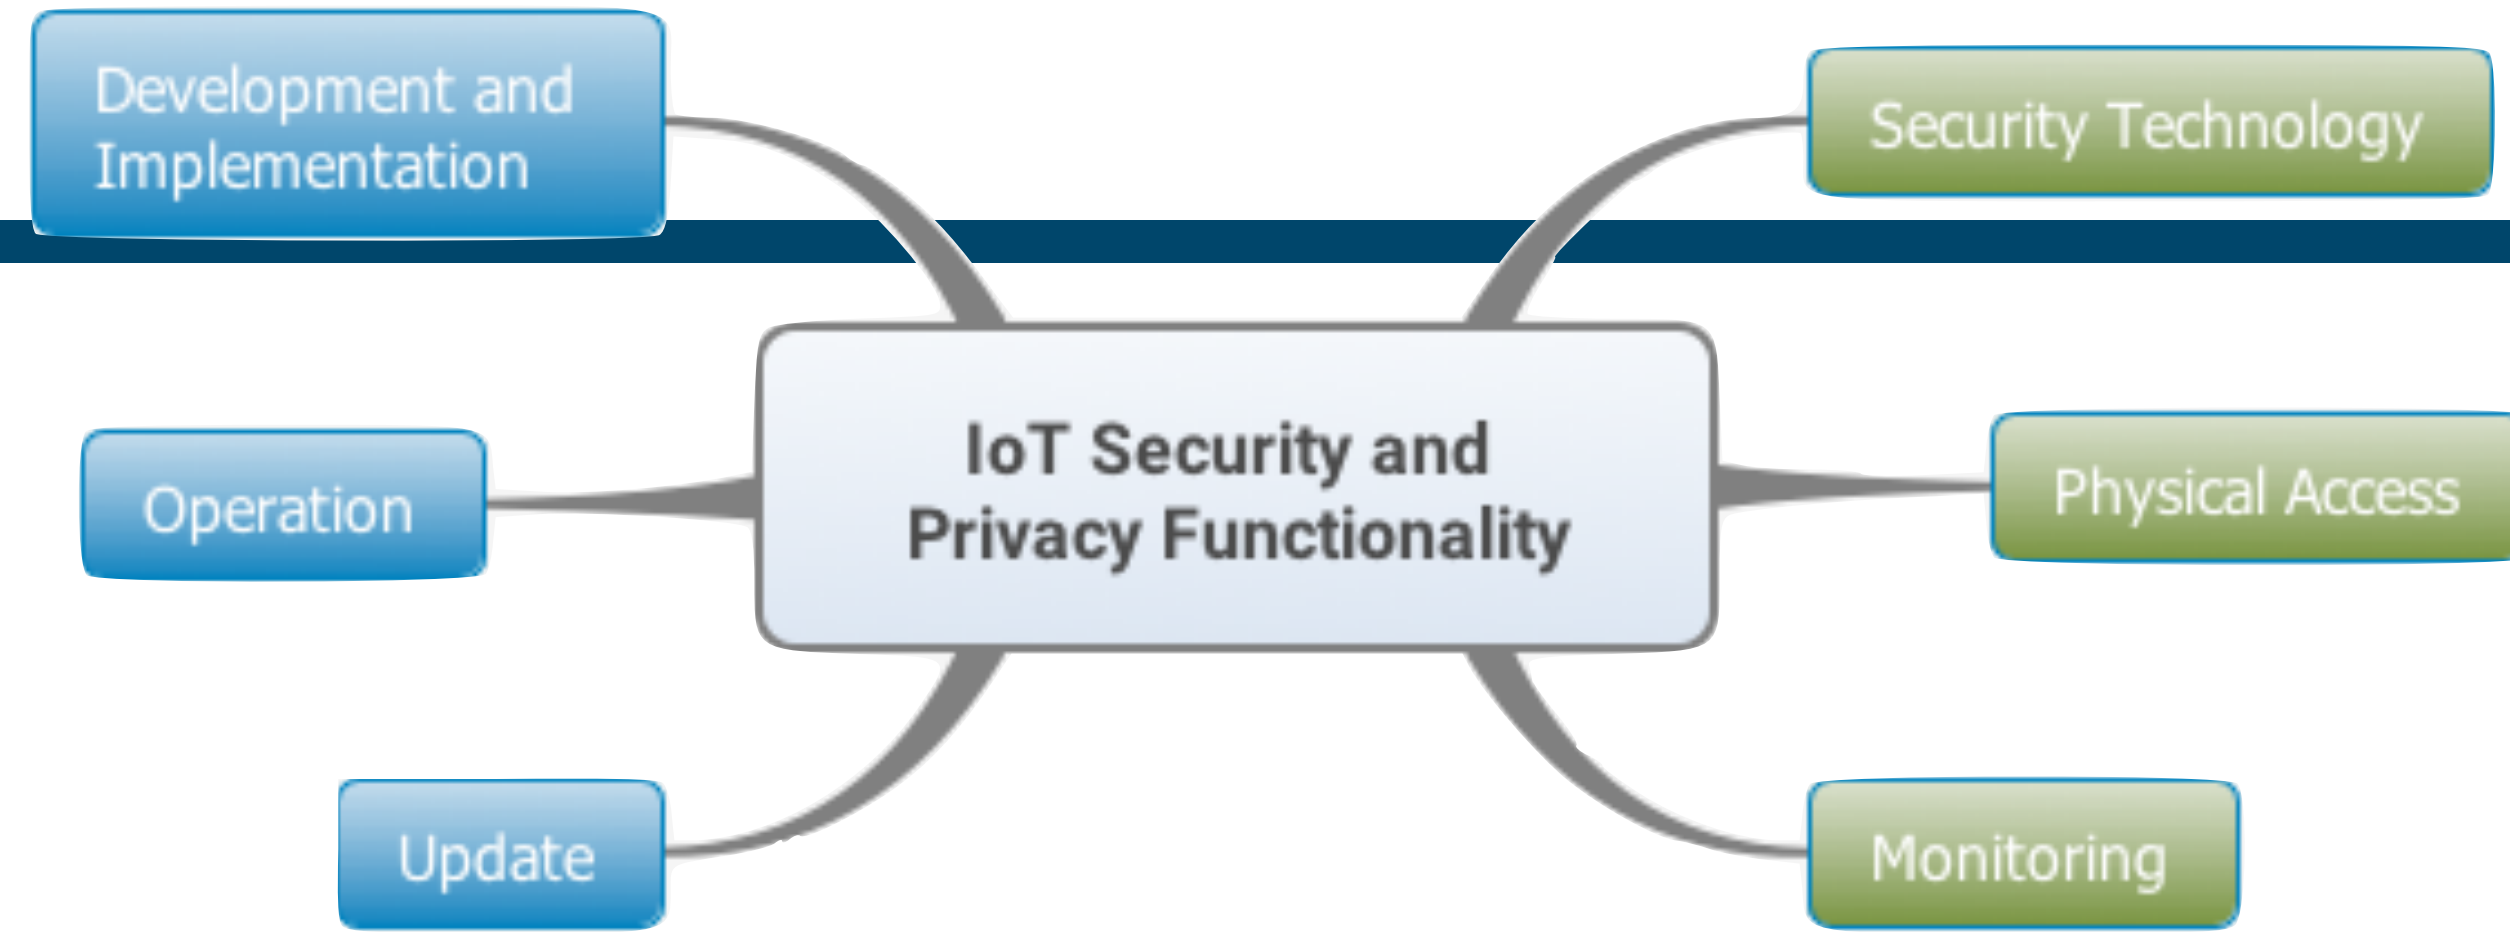 Development and
Implementation
Security Technology
IoT Security and
Privacy Functionality
Operation
Physical Access
Update
Monitoring